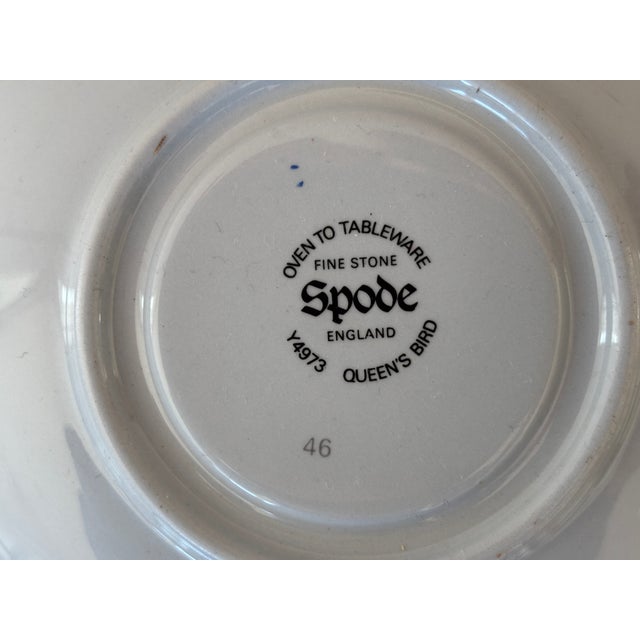 OVEN TO TABLEWARE
FINE STONE
Spode
ENGLAND
Y4973 QUEEN'S BIRD
46